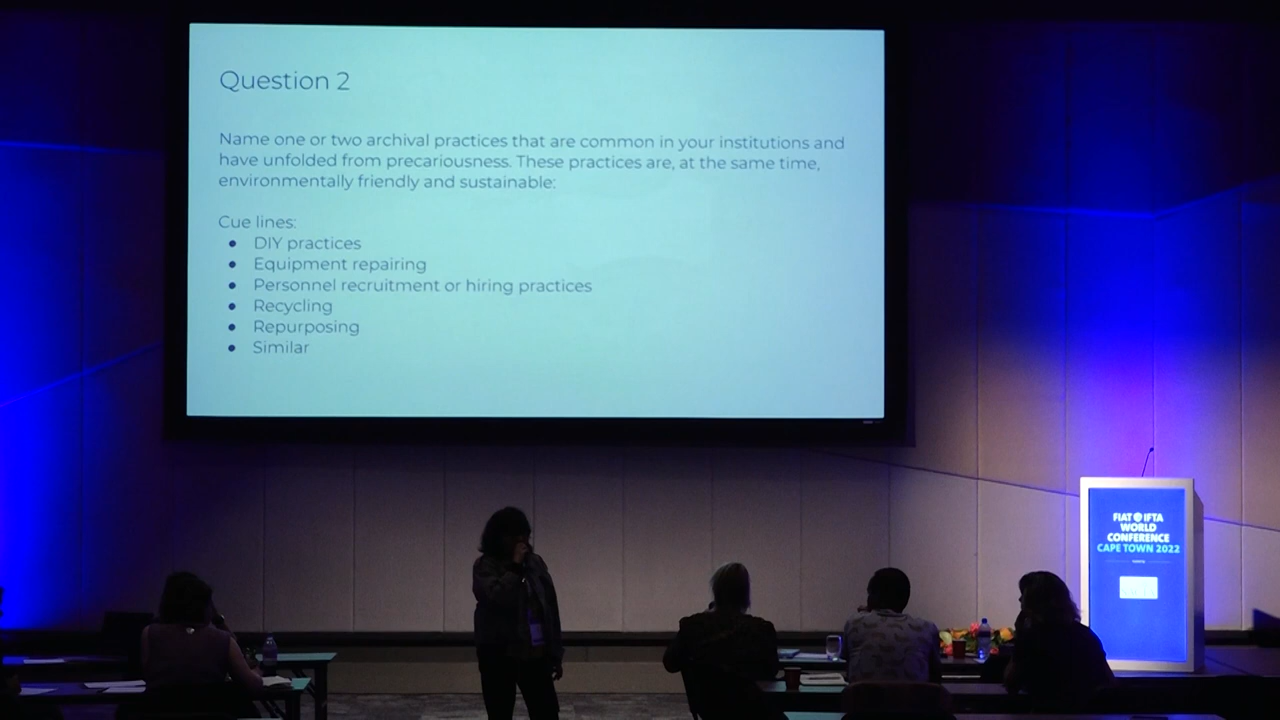 Question 2
Name one or two archival practices that are common in your institutions and
have unfolded from precariousness. These practices are, at the same time,
environmentally friendly and sustainable:
Cue lines:
● DIY practices
● Equipment repairing
● Personnel recruitment or hiring practices
● Recycling
● Repurposing
● Similar
FIAT IFTA
WORLD
CONFERENCE
CAPE TOWN 2022